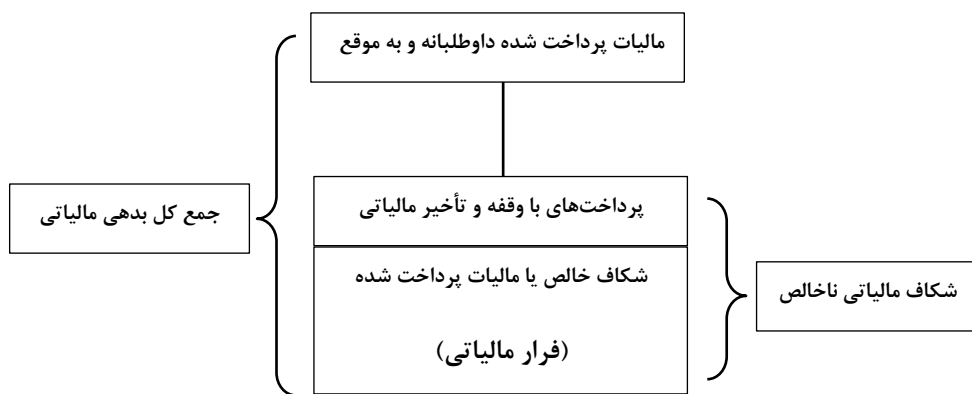 مالیات پرداخت شده داوطلبانه و به موقع
پرداخت‌های با وقفه و تأخیر مالیاتی
جمع کل بدهی مالیاتی
شکاف خالص یا مالیات پرداخت شده
شکاف مالیاتی ناخالص
(فرار مالیاتی)